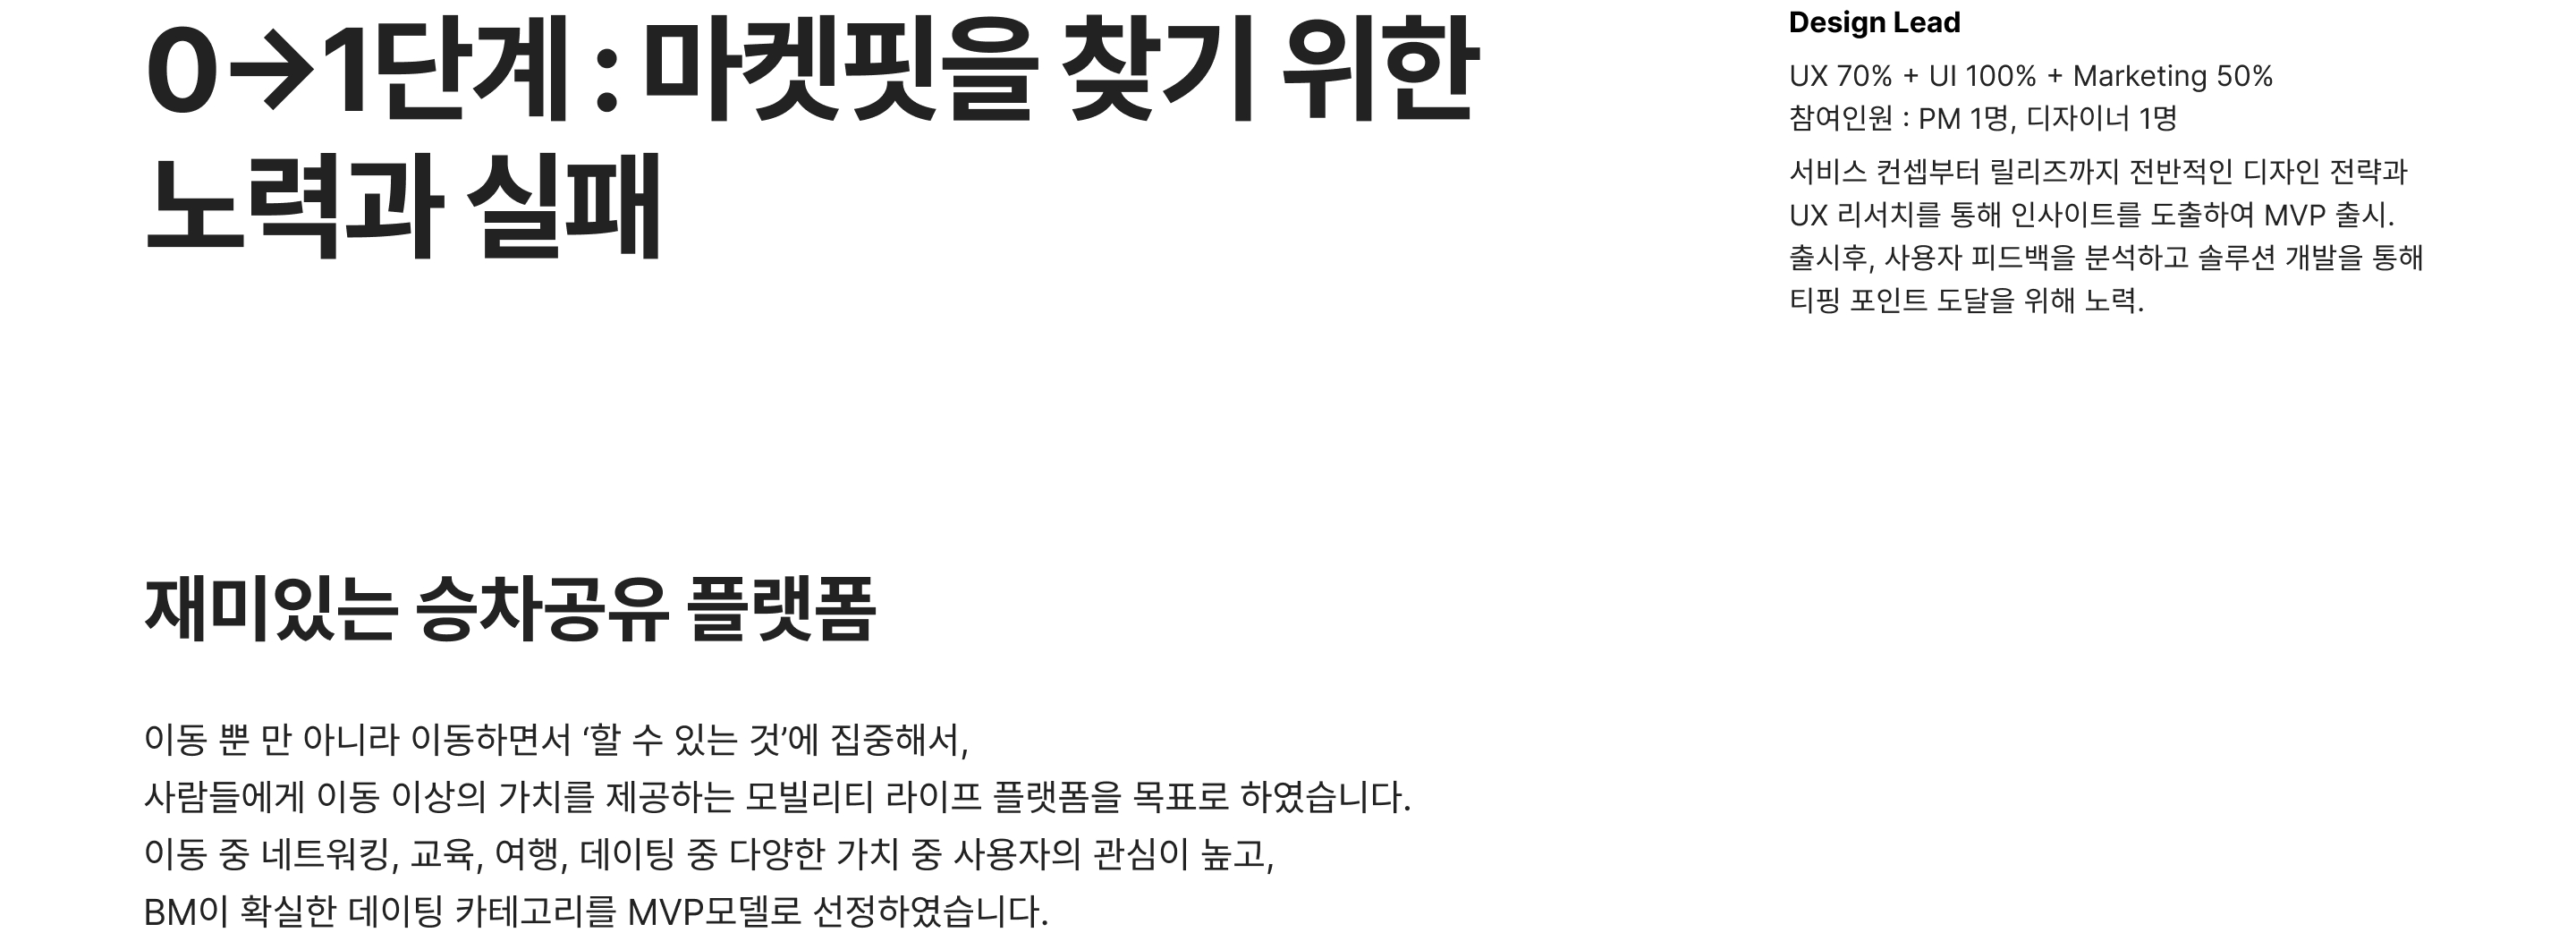 0→1단계 : 마켓핏을 찾기 위한
노력과 실패
Design Lead
UX 70% + UI 100% + Marketing 50%
참여인원 : PM 1명, 디자이너 1명
서비스 컨셉부터 릴리즈까지 전반적인 디자인 전략과
UX 리서치를 통해 인사이트를 도출하여 MVP 출시.
출시후, 사용자 피드백을 분석하고 솔루션 개발을 통해
티핑 포인트 도달을 위해 노력.
재미있는 승차공유 플랫폼
이동 뿐 만 아니라 이동하면서 ‘할 수 있는 것’에 집중해서,
사람들에게 이동 이상의 가치를 제공하는 모빌리티 라이프 플랫폼을 목표로 하였습니다.
이동 중 네트워킹, 교육, 여행, 데이팅 중 다양한 가치 중 사용자의 관심이 높고,
BM이 확실한 데이팅 카테고리를 MVP모델로 선정하였습니다.